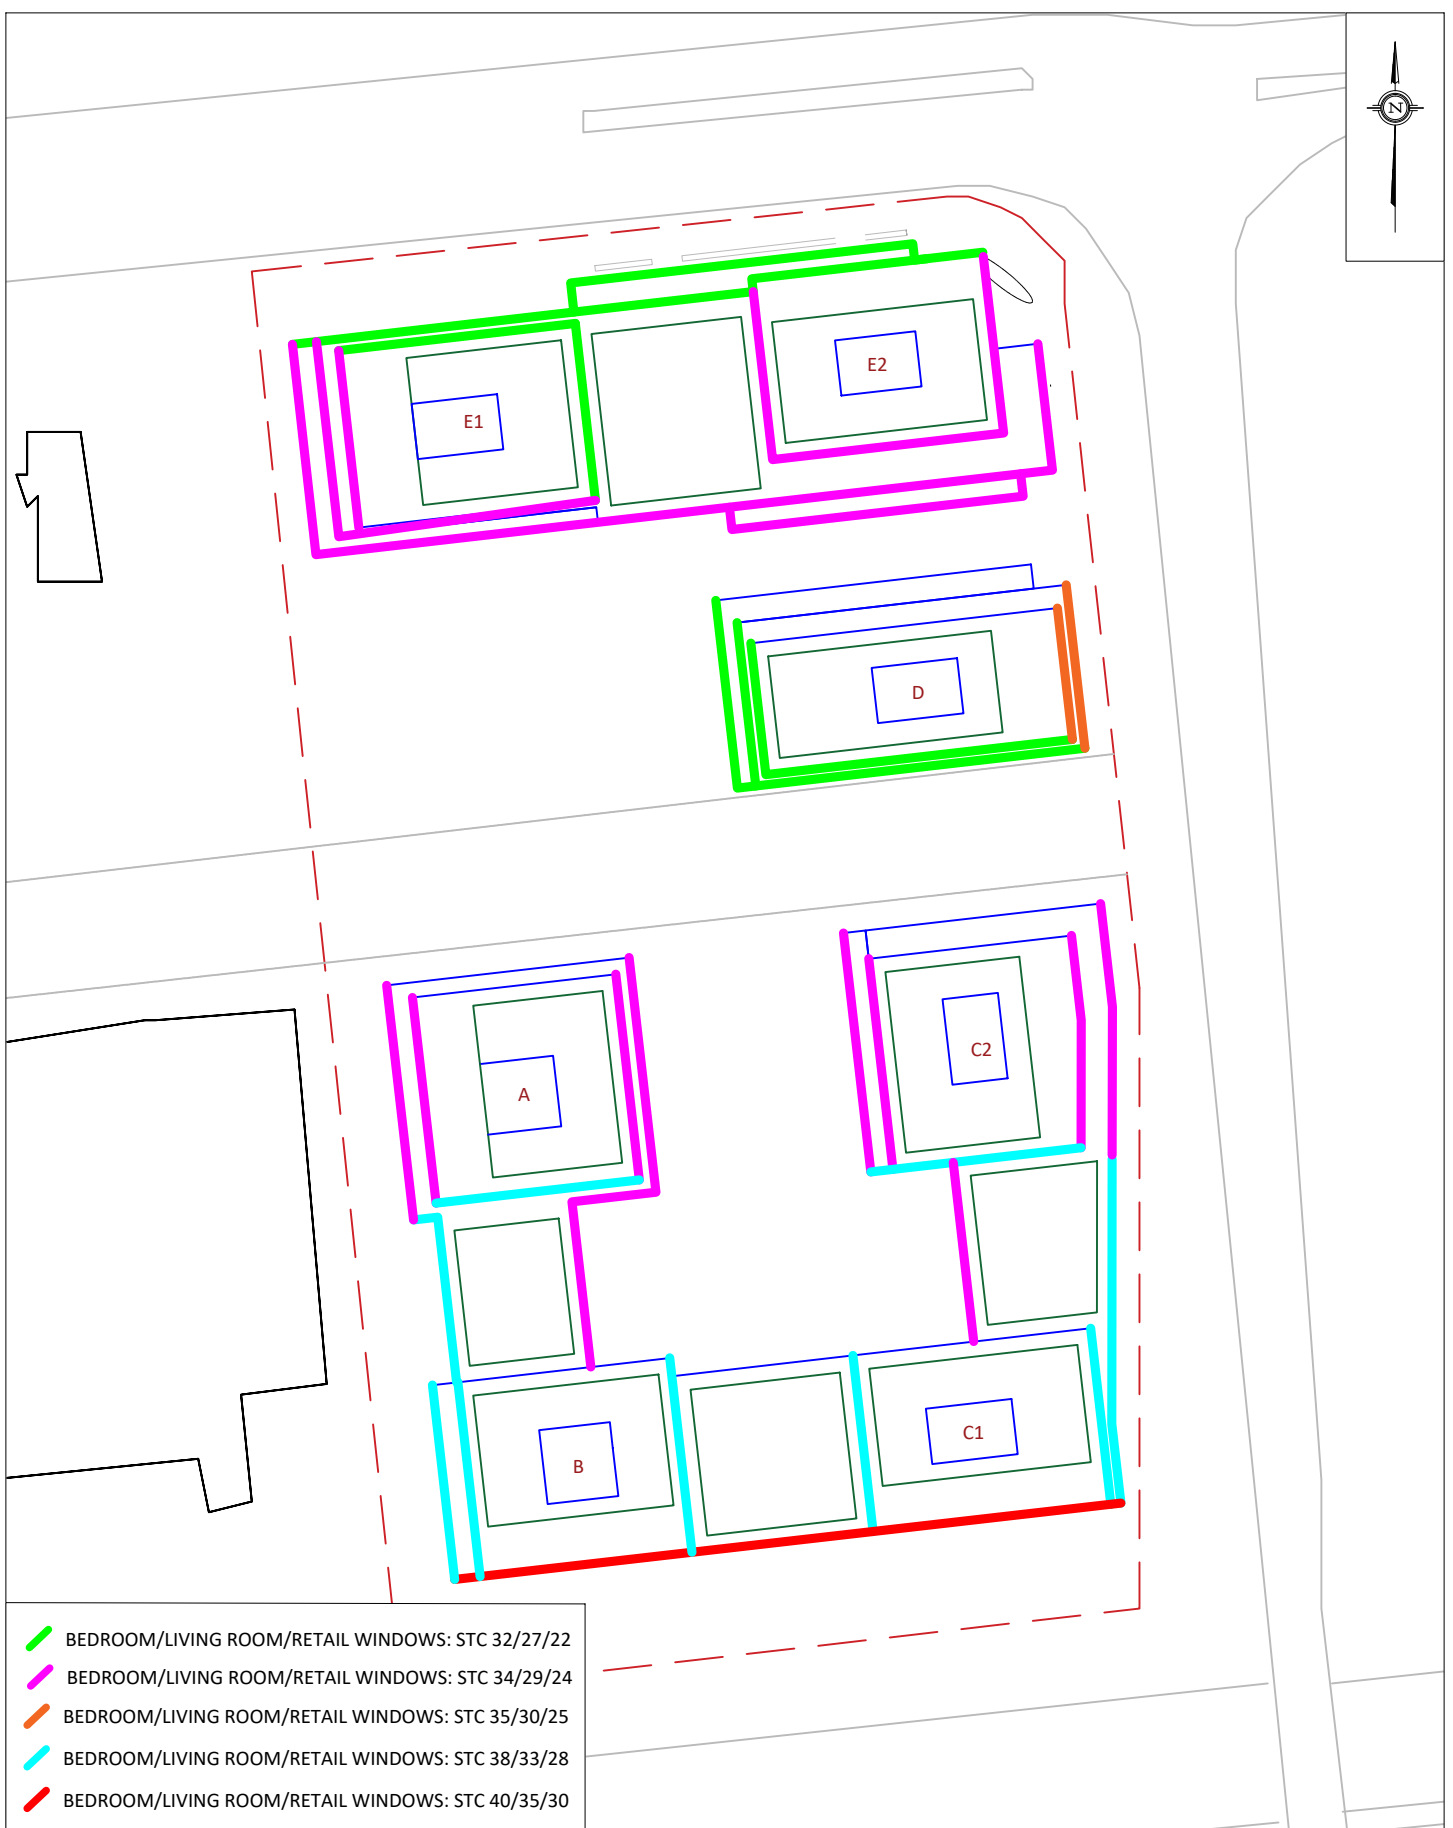 N
E2
E1
D
A
C2
B
C1
BEDROOM/LIVING ROOM/RETAIL WINDOWS: STC 32/27/22
BEDROOM/LIVING ROOM/RETAIL WINDOWS: STC 34/29/24
BEDROOM/LIVING ROOM/RETAIL WINDOWS: STC 35/30/25
BEDROOM/LIVING ROOM/RETAIL WINDOWS: STC 38/33/28
BEDROOM/LIVING ROOM/RETAIL WINDOWS: STC 40/35/30